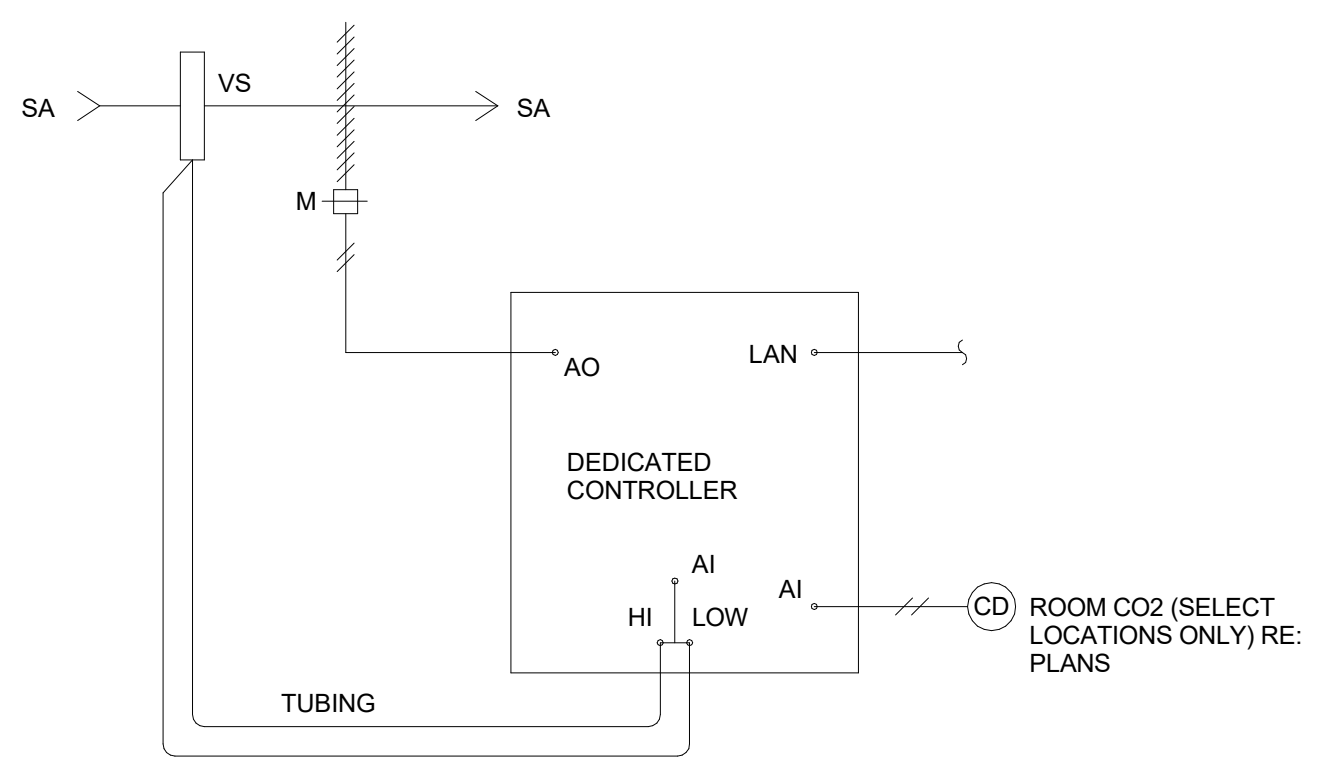 VS
SA
SA
M
AO
LAN
DEDICATED
CONTROLLER
AI
AI
HI
LOW
CD
ROOM CO2 (SELECT
LOCATIONS ONLY) RE:
PLANS
TUBING